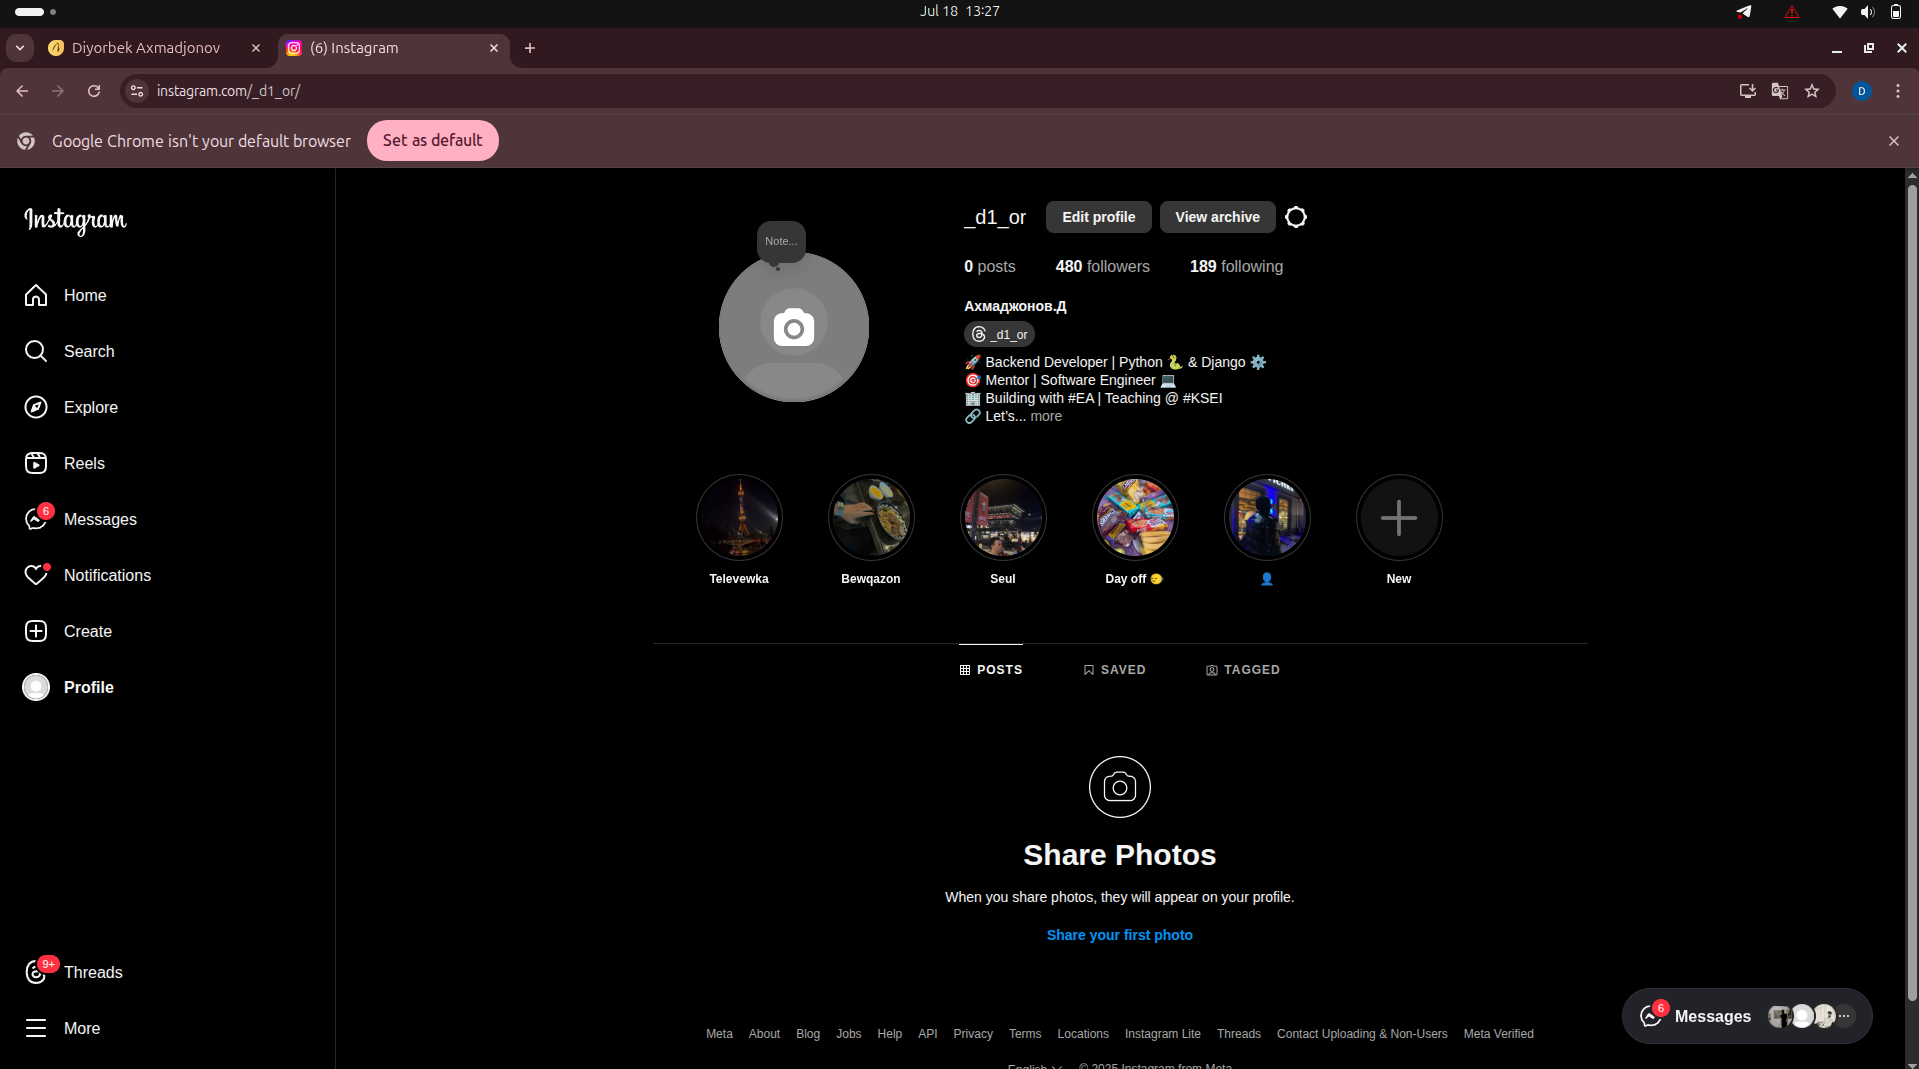 Jul 18 13:27
Diyorbek Axmadjonov
(6) Instagram
instagram.com/_d1_or/
D
Google Chrome isn't your default browser
Set as default
Instagram
Home
Search
Explore
Reels
6
Messages
Notifications
Create
Profile
9+
Threads
More
Note...
_d1_or
Edit profile
View archive
0 posts 480 followers 189 following
Ахмаджонов.Д
_d1_or
🚀 Backend Developer | Python 🐍 & Django ⚙️
🎯 Mentor | Software Engineer 💻
🏢 Building with #EA | Teaching @ #KSEI
🔗 Let's... more
Televewka
Bewqazon
Seul
Day off
👤
New
POSTS
SAVED
TAGGED
Share Photos
When you share photos, they will appear on your profile.
Share your first photo
6
Messages
Meta About Blog Jobs Help API Privacy Terms Locations Instagram Lite Threads Contact Uploading & Non-Users Meta Verified
English © 2025 Instagram from Meta